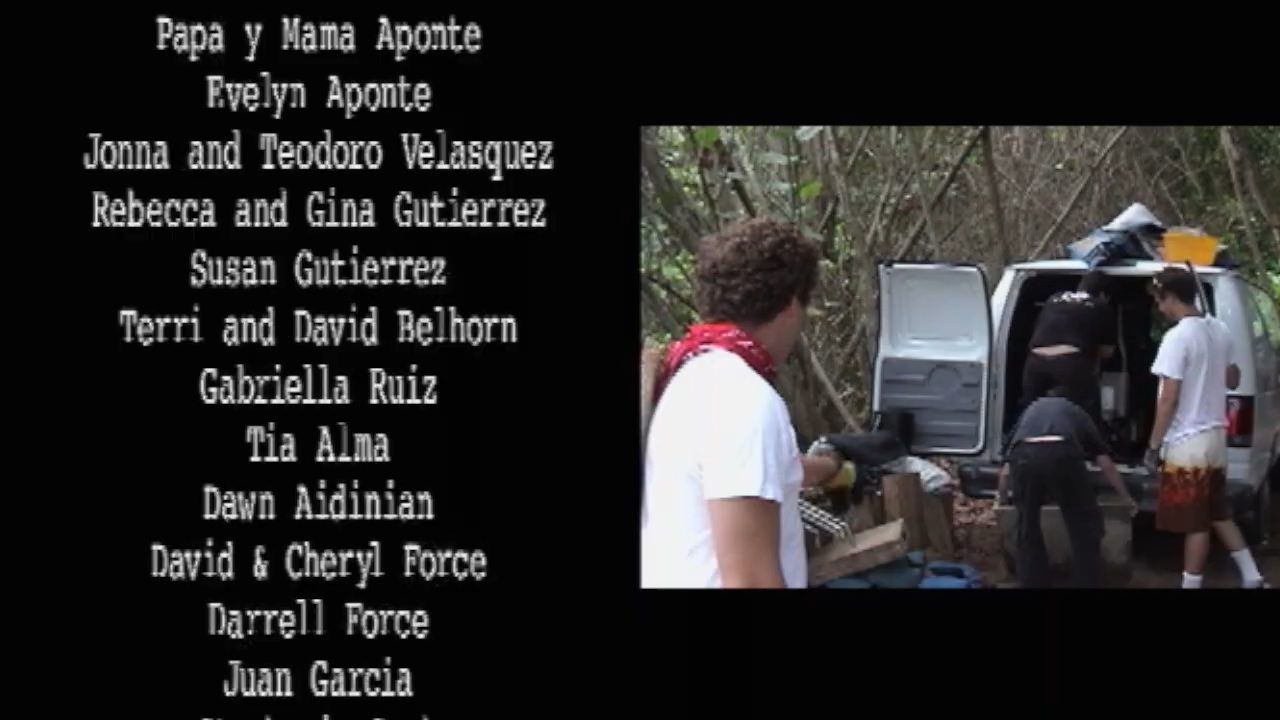 Papa y Mama Aponte
Evelyn Aponte
Jonna and Teodoro Velasquez
Rebecca and Gina Gutierrez
Susan Gutierrez
Terri and David Belhorn
Gabriella Ruiz
Tia Alma
Dawn Aidinian
David & Cheryl Force
Darrell Force
Juan Garcia